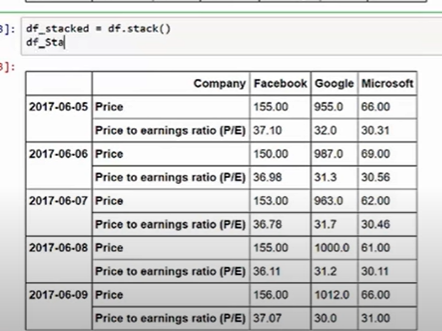 3]: df_stacked = df.stack()
df_Sta
3]:
Company Facebook Google Microsoft
2017-06-05 Price 155.00 955.0 66.00
Price to earnings ratio (P/E) 37.10 32.0 30.31
2017-06-06 Price 150.00 987.0 69.00
Price to earnings ratio (P/E) 36.98 31.3 30.56
2017-06-07 Price 153.00 963.0 62.00
Price to earnings ratio (P/E) 36.78 31.7 30.46
2017-06-08 Price 155.00 1000.0 61.00
Price to earnings ratio (P/E) 36.11 31.2 30.11
2017-06-09 Price 156.00 1012.0 66.00
Price to earnings ratio (P/E) 37.07 30.0 31.00